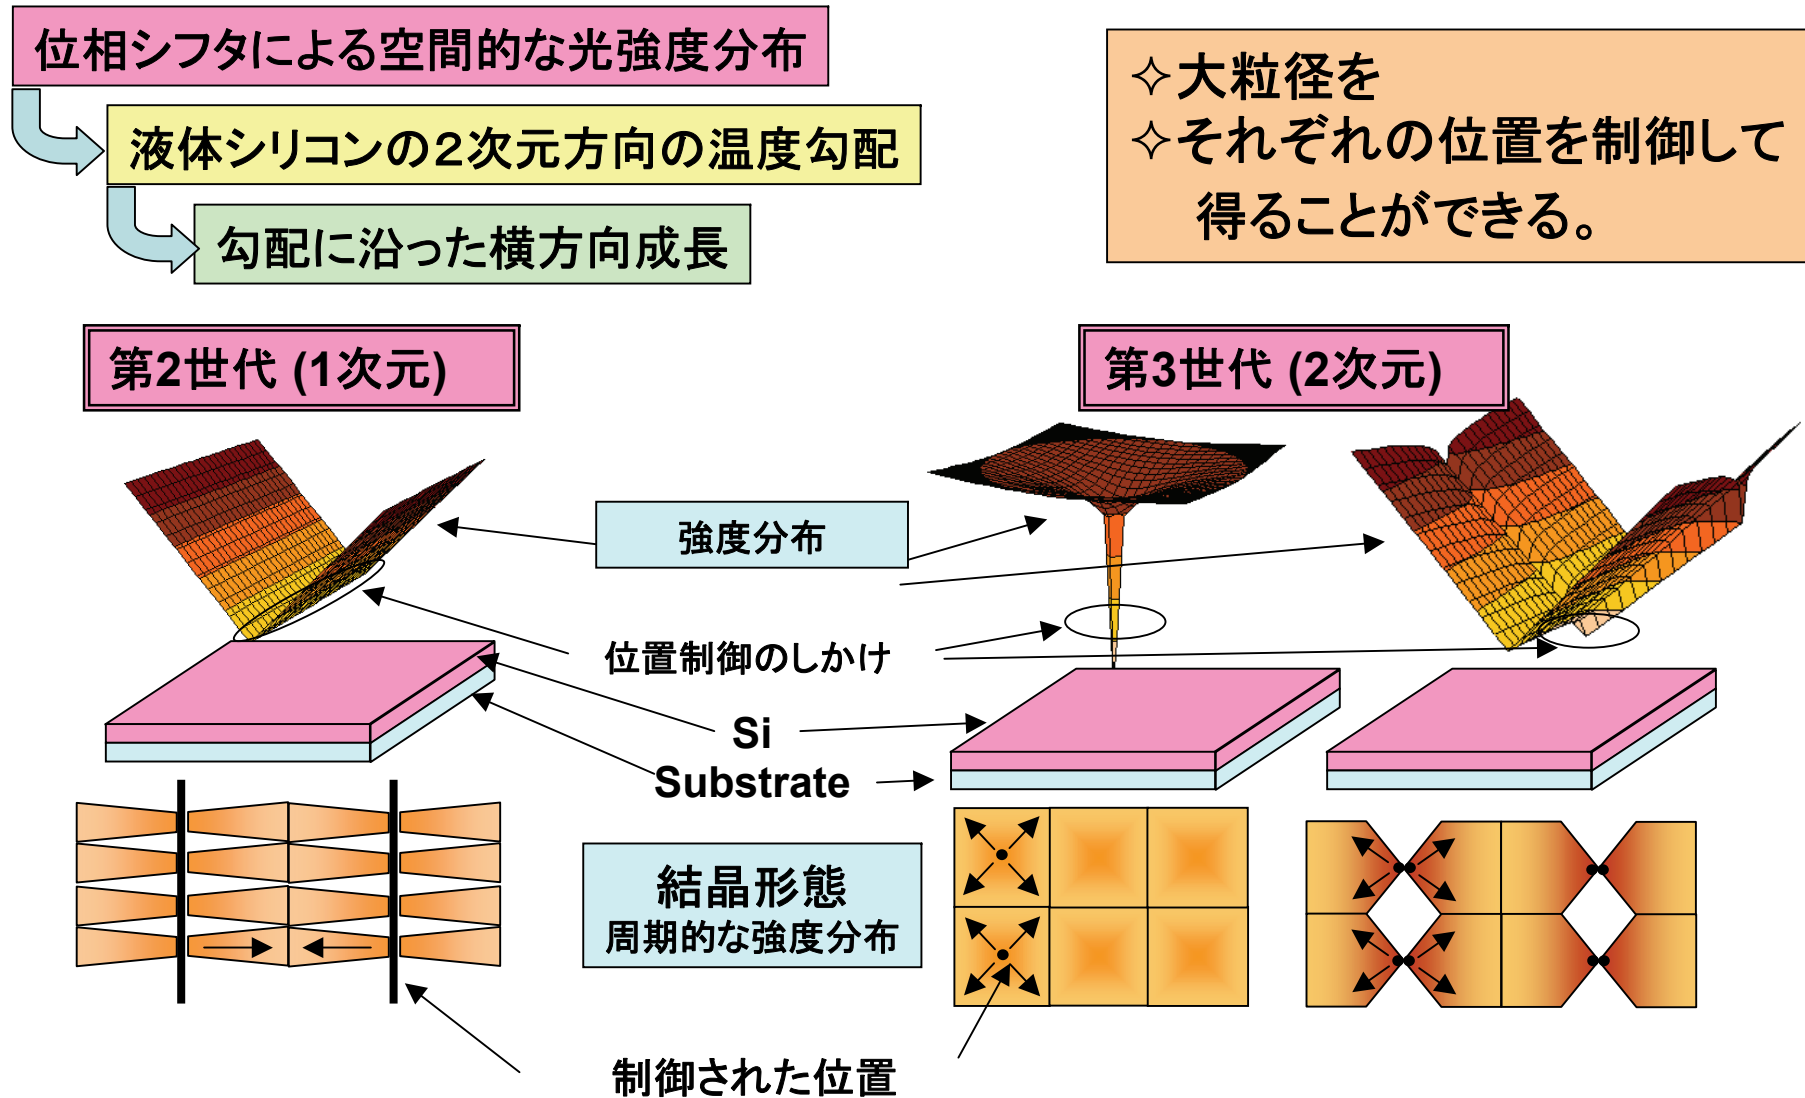 位相シフタによる空間的な光強度分布
液体シリコンの２次元方向の温度勾配
勾配に沿った横方向成長
✧大粒径を
✧それぞれの位置を制御して
得ることができる。
第2世代 (1次元)
第3世代 (2次元)
強度分布
位置制御のしかけ
Si
Substrate
結晶形態
周期的な強度分布
制御された位置